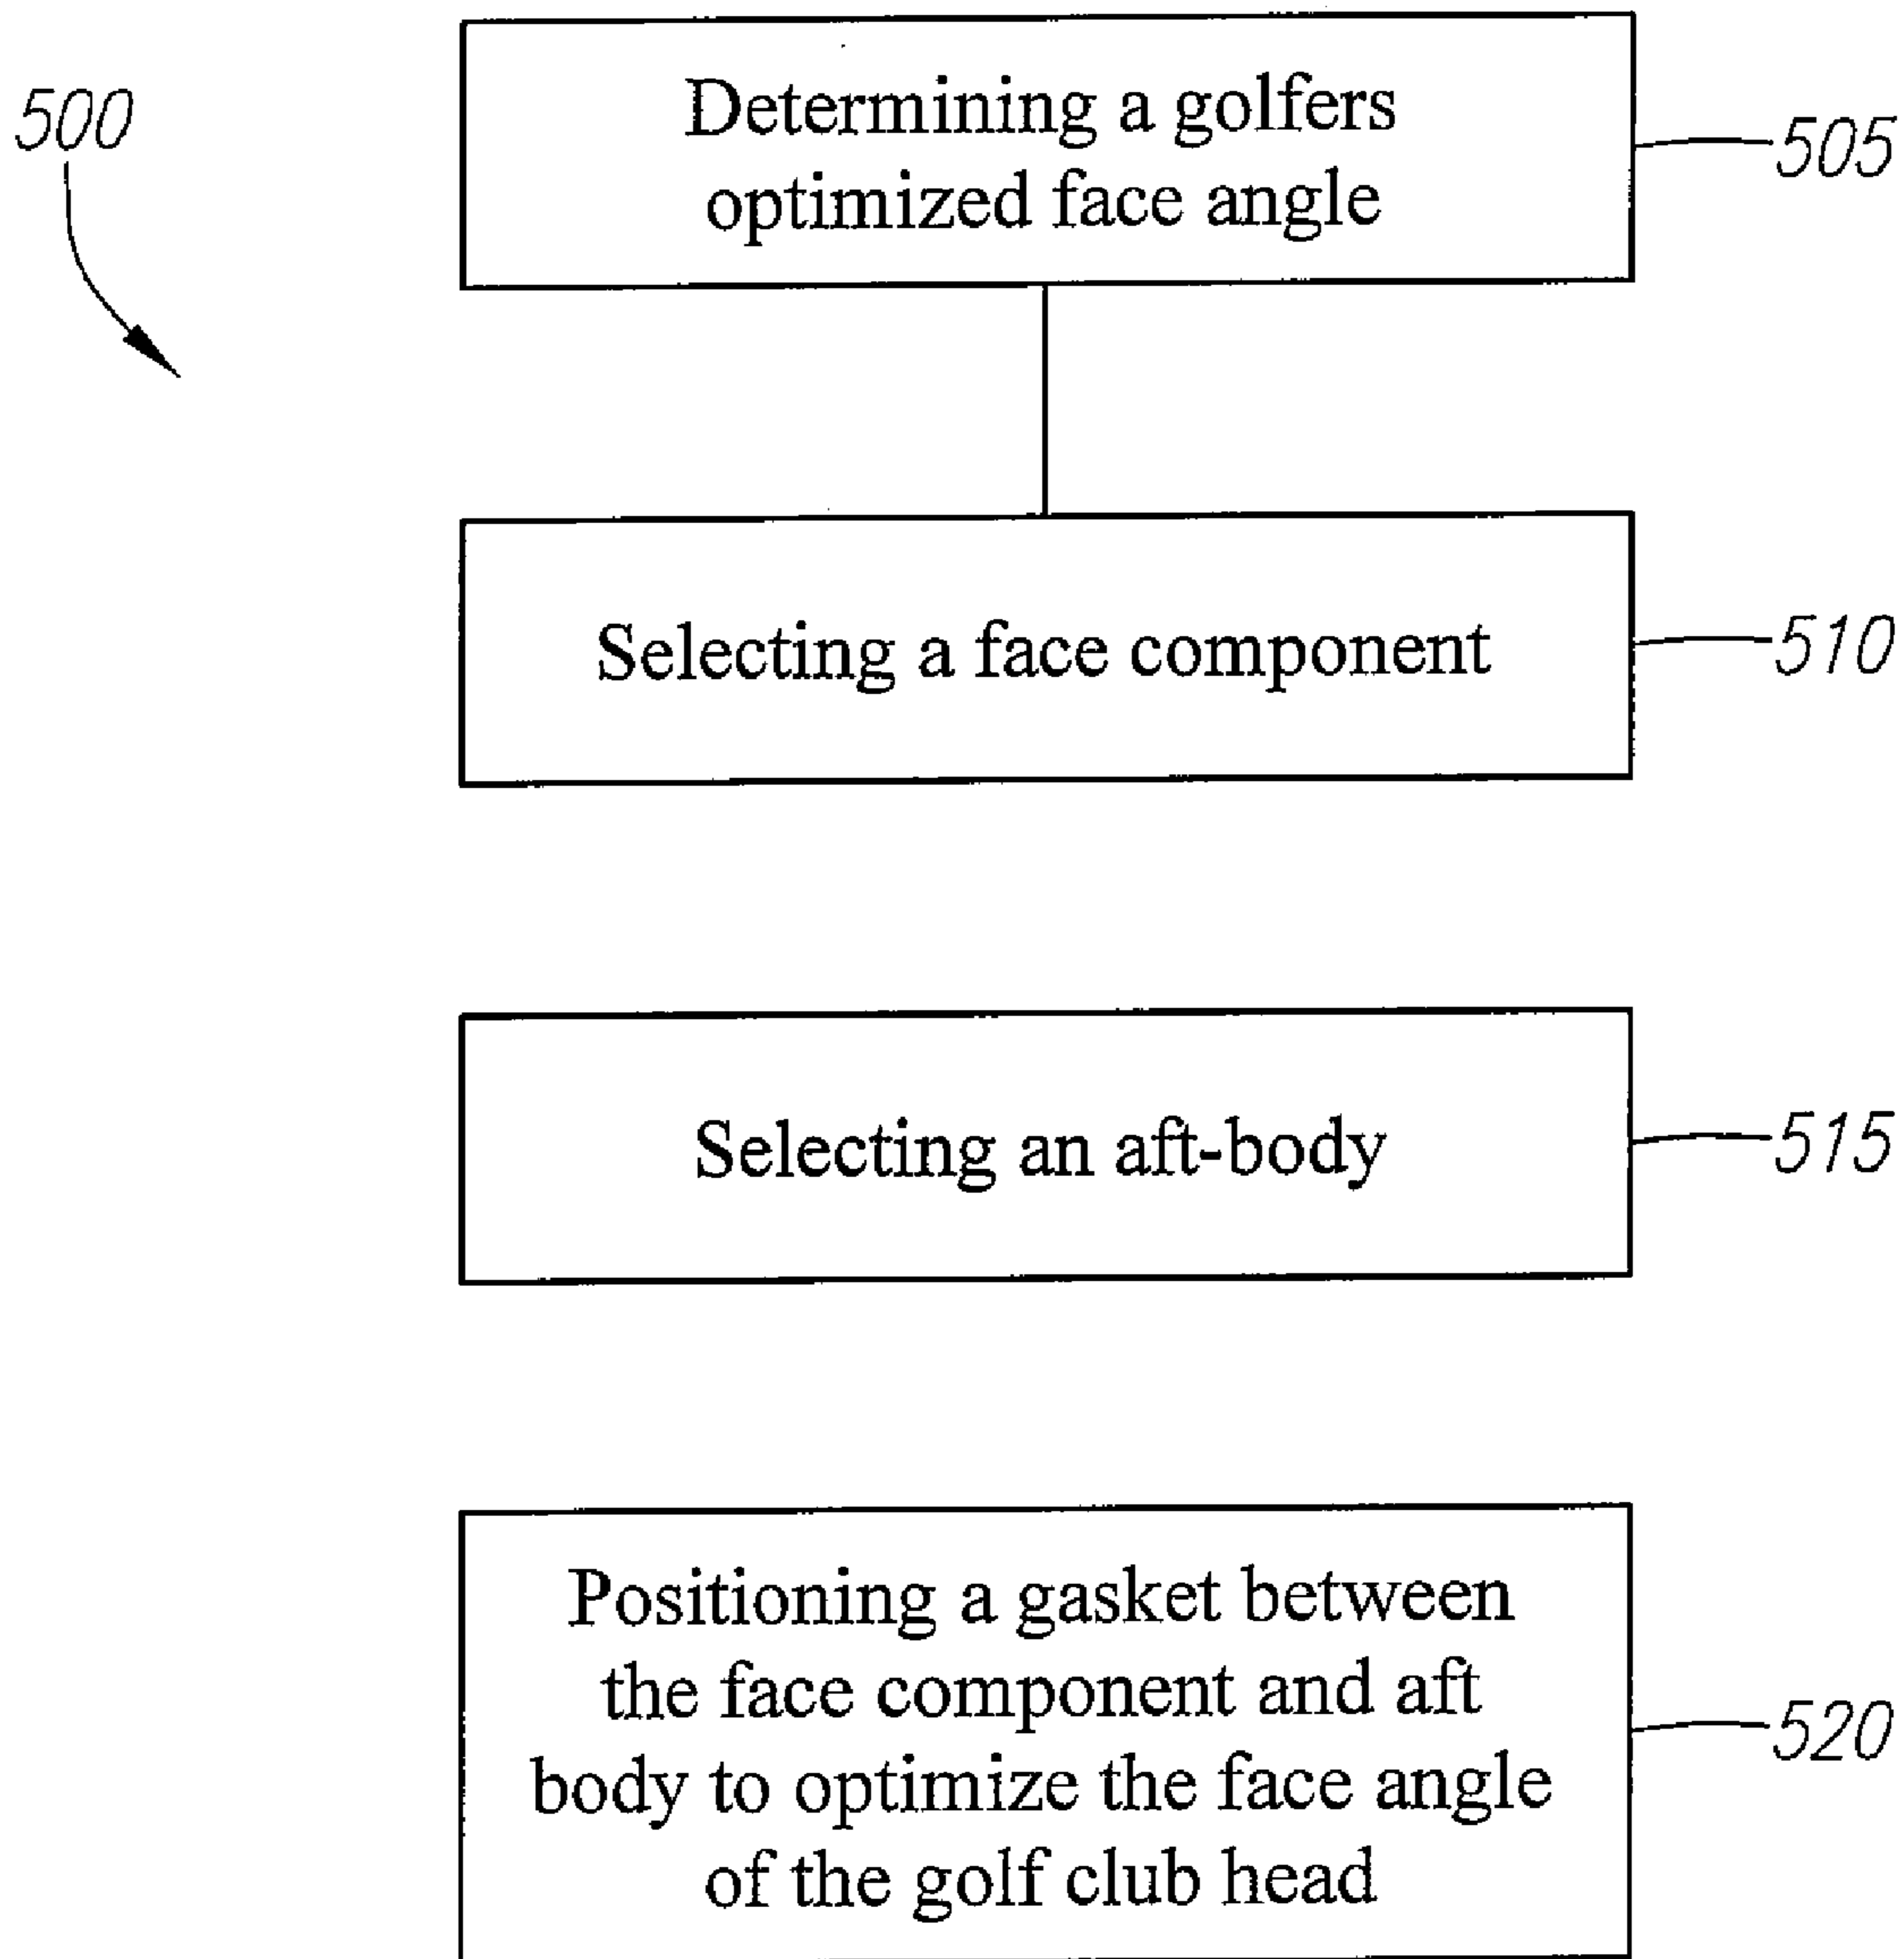 500
Determining a golfers
optimized face angle
505
Selecting a face component
510
Selecting an aft-body
515
Positioning a gasket between
the face component and aft
body to optimize the face angle
of the golf club head
520